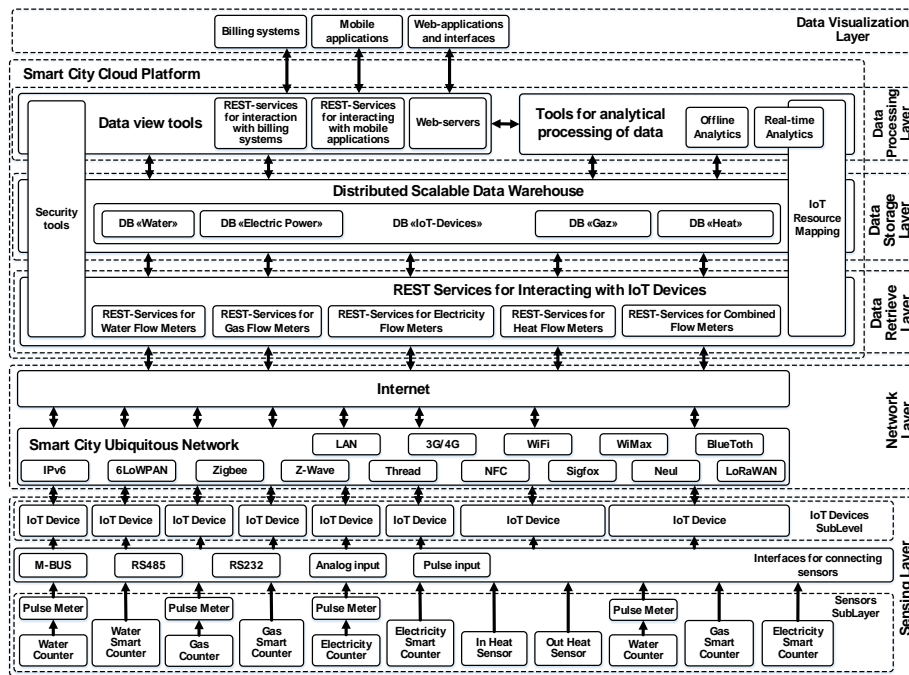 Billing systems
Mobile
applications
Web-applications
and interfaces
Data Visualization
Layer
Smart City Cloud Platform
Data view tools
REST-services
for interaction
with billing
systems
REST-Services
for interacting
with mobile
applications
Web-servers
Tools for analytical
processing of data
Offline
Analytics
Real-time
Analytics
Data
Processing
Layer
Security
tools
IoT
Resource
Mapping
Distributed Scalable Data Warehouse
DB «Water»
DB «Electric Power»
DB «IoT-Devices»
DB «Gaz»
DB «Heat»
Data
Storage
Layer
REST Services for Interacting with IoT Devices
REST-Services for
Water Flow Meters
REST-Services for
Gas Flow Meters
REST-Services for Electricity
Flow Meters
REST-Services for
Heat Flow Meters
REST-Services for Combined
Flow Meters
Data
Retrieve
Layer
Internet
Smart City Ubiquitous Network
LAN
3G/4G
WiFi
WiMax
BlueToth
IPv6
6LoWPAN
Zigbee
Z-Wave
Thread
NFC
Sigfox
Neul
LoRaWAN
Network
Layer
IoT Device
IoT Device
IoT Device
IoT Device
IoT Device
IoT Device
IoT Device
IoT Device
IoT Devices
SubLevel
M-BUS
RS485
RS232
Analog input
Pulse input
Interfaces for connecting
sensors
Pulse Meter
Water
Counter
Water
Smart
Counter
Pulse Meter
Gas
Counter
Gas
Smart
Counter
Pulse Meter
Electricity
Counter
Electricity
Smart
Counter
In Heat
Sensor
Out Heat
Sensor
Pulse Meter
Water
Counter
Gas
Smart
Counter
Electricity
Smart
Counter
Sensors
SubLayer
Sensing Layer